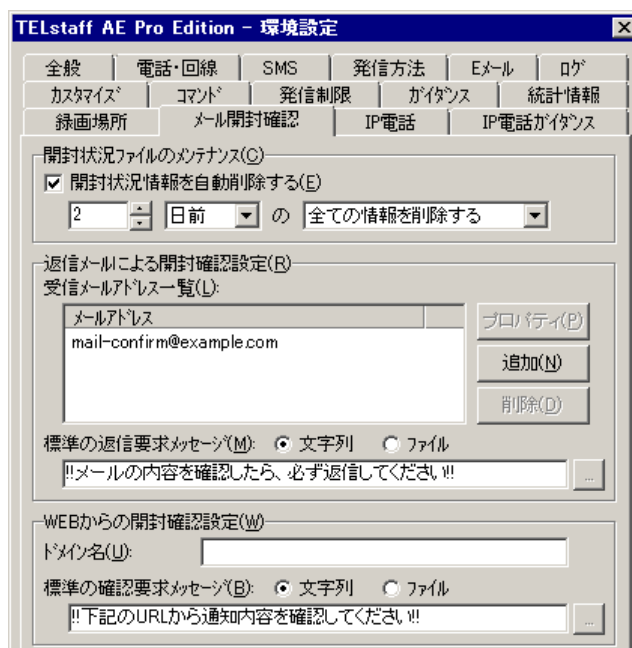 TELstaff AE Pro Edition - 環境設定
全般 電話・回線 SMS 発信方法 Eメール ログ
カスタマイズ コマンド 発信制限 ガイダンス 統計情報
録画場所 メール開封確認 IP電話 IP電話ガイダンス
開封状況ファイルのメンテナンス(C)
開封状況情報を自動削除する(E)
2 日前 の 全ての情報を削除する
返信メールによる開封確認設定(R)
受信メールアドレス一覧(L):
メールアドレス
プロパティ(P)
mail-confirm@example.com
追加(N)
削除(D)
標準の返信要求メッセージ(M): 文字列 ファイル
!!メールの内容を確認したら、必ず返信してください!!
...
WEBからの開封確認設定(W)
ドメイン名(U):
標準の確認要求メッセージ(B): 文字列 ファイル
!!下記のURLから通知内容を確認してください!!
...